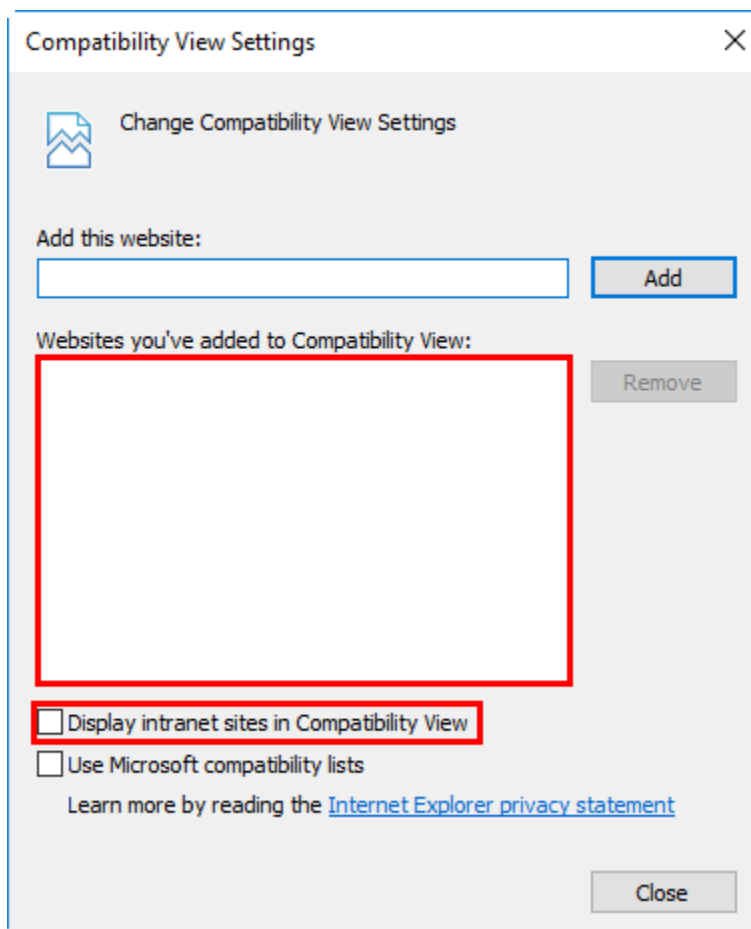 Compatibility View Settings
Change Compatibility View Settings
Add this website:
Add
Websites you've added to Compatibility View:
Remove
Display intranet sites in Compatibility View
Use Microsoft compatibility lists
Learn more by reading the Internet Explorer privacy statement
Close